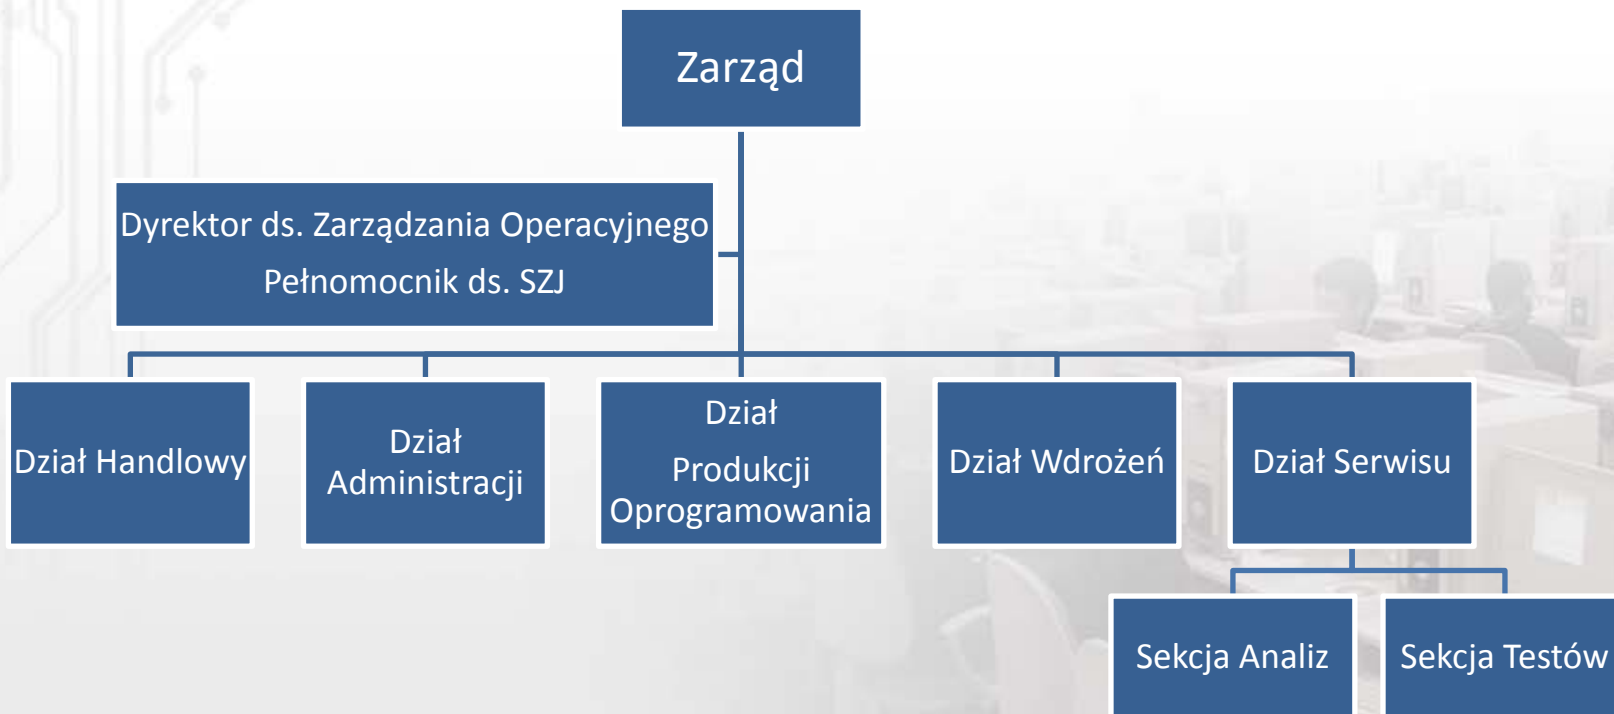 Zarząd
Dyrektor ds. Zarządzania Operacyjnego
Pełnomocnik ds. SZJ
Dział Handlowy
Dział
Administracji
Dział
Produkcji
Oprogramowania
Dział Wdrożeń
Dział Serwisu
Sekcja Analiz
Sekcja Testów